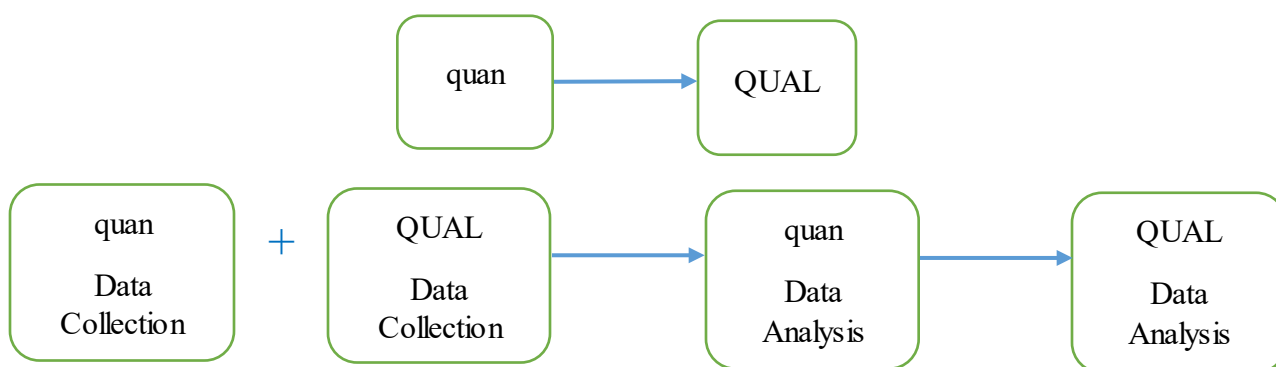 quan
QUAL
quan
Data
Collection
+
QUAL
Data
Collection
quan
Data
Analysis
QUAL
Data
Analysis